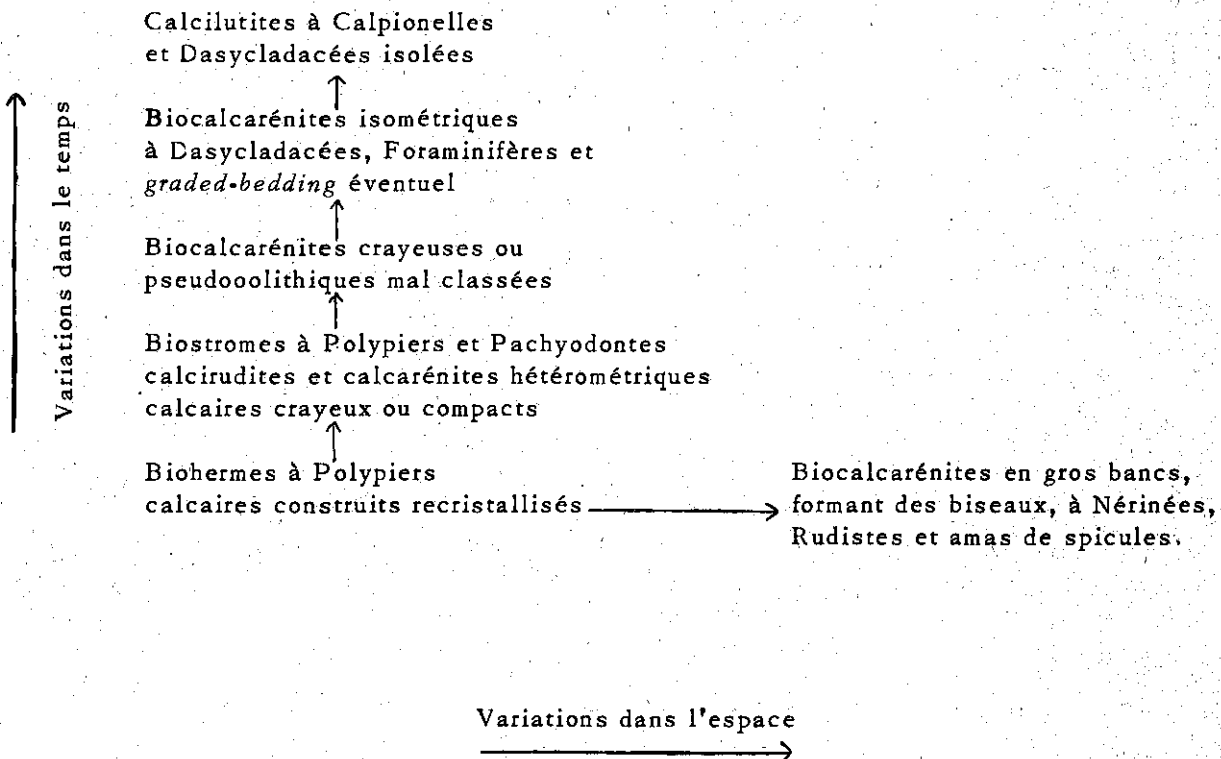 Calcilutites à Calpionelles
et Dasycladacées isolées
Variations dans le temps
Biocalcarénites isométriques
à Dasycladacées, Foraminifères et
graded-bedding éventuel
Biocalcarénites crayeuses ou
pseudooolithiques mal classées
Biostromes à Polypiers et Pachyodontes
calcirudites et calcarénites hétérométriques
calcaires crayeux ou compacts
Biohermes à Polypiers
calcaires construits recristallisés
Biocalcarénites en gros bancs,
formant des biseaux, à Nérinées,
Rudistes et amas de spicules.
Variations dans l'espace